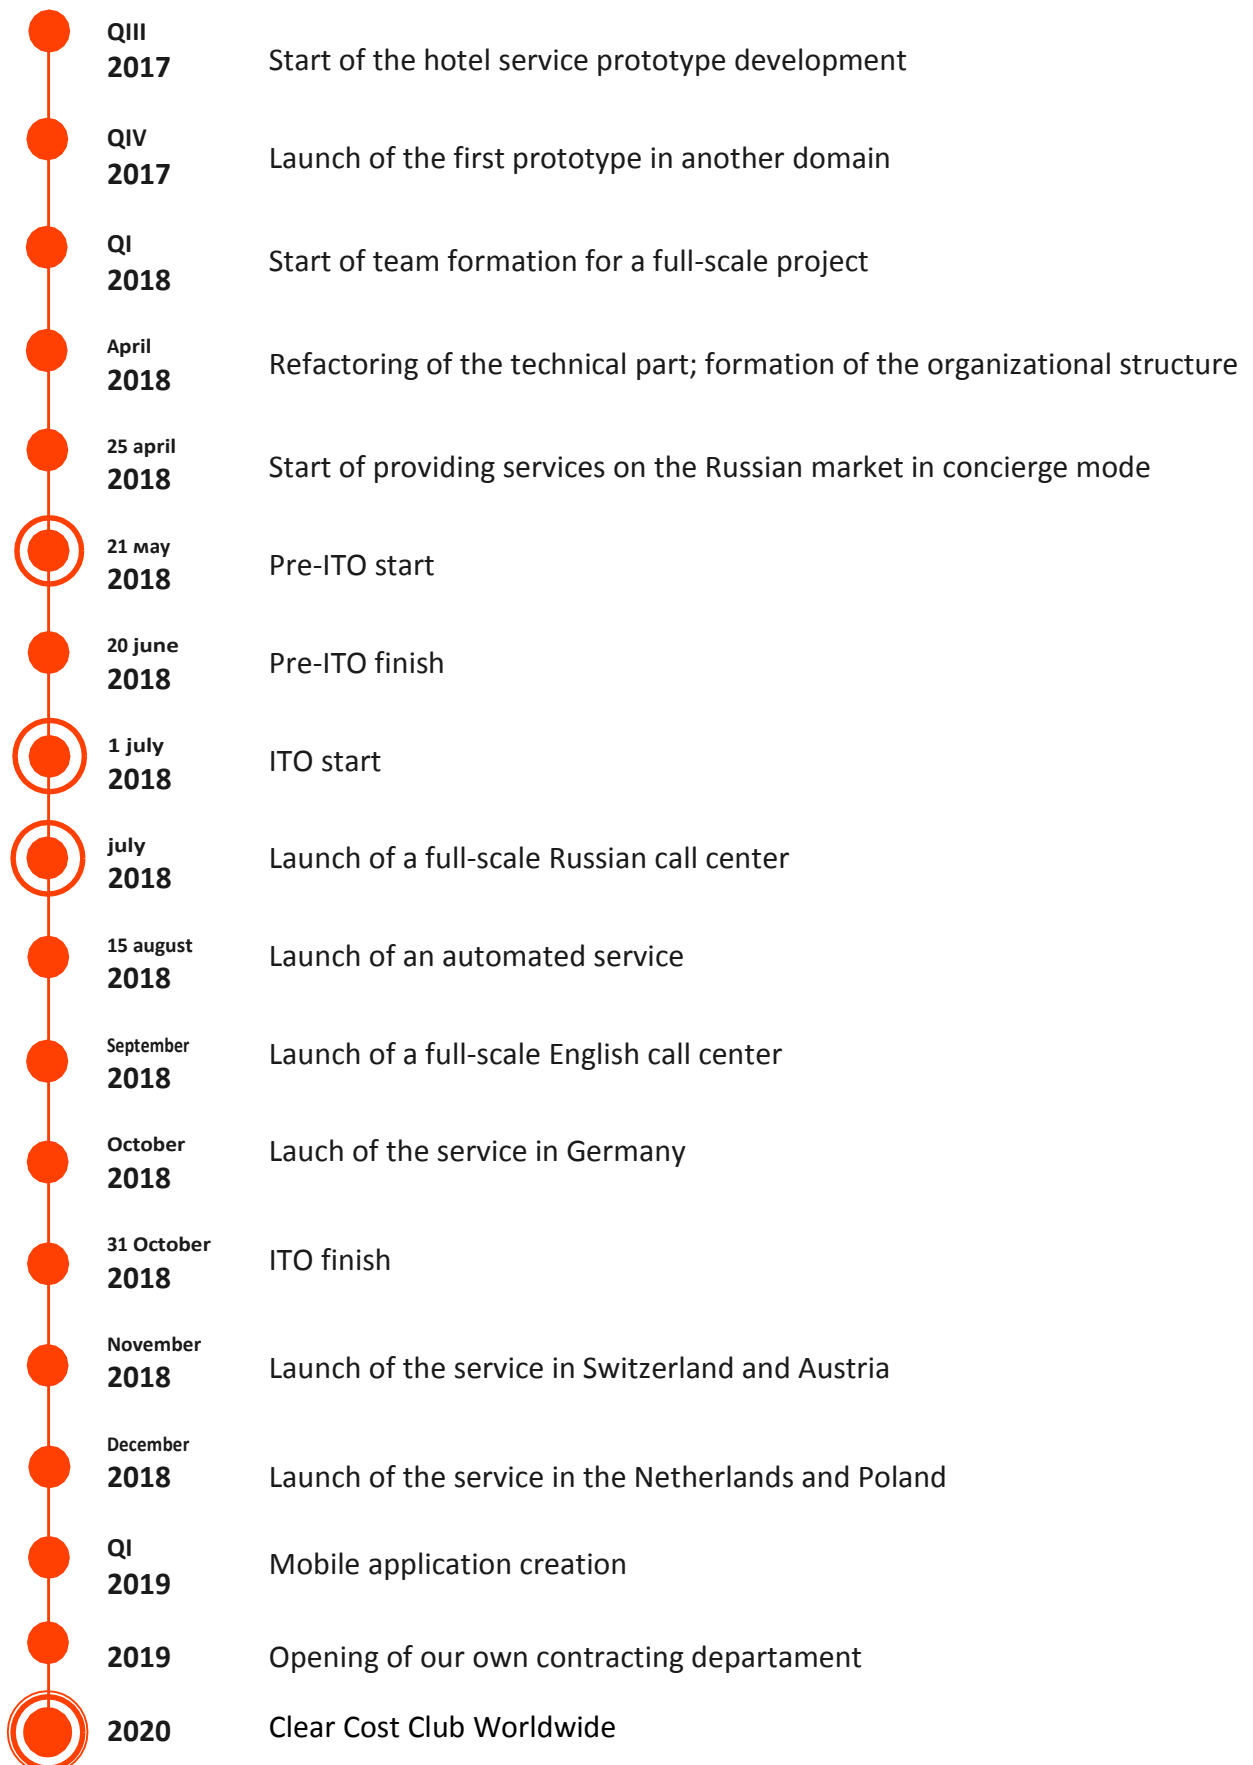 QIII
2017
Start of the hotel service prototype development
QIV
2017
Launch of the first prototype in another domain
QI
2018
Start of team formation for a full-scale project
April
2018
Refactoring of the technical part; formation of the organizational structure
25 april
2018
Start of providing services on the Russian market in concierge mode
21 мay
2018
Pre-ITO start
20 june
2018
Pre-ITO finish
1 july
2018
ITO start
july
2018
Launch of a full-scale Russian call center
15 august
2018
Launch of an automated service
September
2018
Launch of a full-scale English call center
October
2018
Lauch of the service in Germany
31 October
2018
ITO finish
November
2018
Launch of the service in Switzerland and Austria
December
2018
Launch of the service in the Netherlands and Poland
QI
2019
Mobile application creation
2019
Opening of our own contracting departament
2020
Clear Cost Club Worldwide